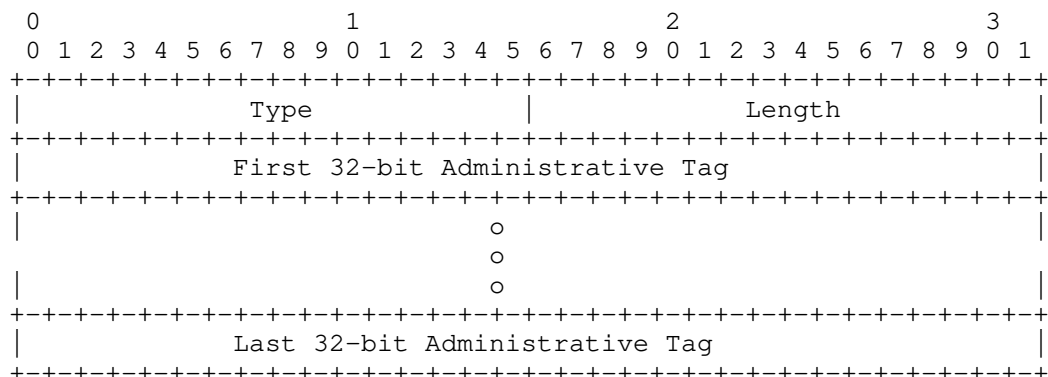 0                   1                   2                   3
 0 1 2 3 4 5 6 7 8 9 0 1 2 3 4 5 6 7 8 9 0 1 2 3 4 5 6 7 8 9 0 1
+-+-+-+-+-+-+-+-+-+-+-+-+-+-+-+-+-+-+-+-+-+-+-+-+-+-+-+-+-+-+-+-+
|              Type             |             Length            |
+-+-+-+-+-+-+-+-+-+-+-+-+-+-+-+-+-+-+-+-+-+-+-+-+-+-+-+-+-+-+-+-+
|             First 32-bit Administrative Tag                   |
+-+-+-+-+-+-+-+-+-+-+-+-+-+-+-+-+-+-+-+-+-+-+-+-+-+-+-+-+-+-+-+-+
|                             o                                 |
                              o
|                             o                                 |
+-+-+-+-+-+-+-+-+-+-+-+-+-+-+-+-+-+-+-+-+-+-+-+-+-+-+-+-+-+-+-+-+
|             Last 32-bit Administrative Tag                    |
+-+-+-+-+-+-+-+-+-+-+-+-+-+-+-+-+-+-+-+-+-+-+-+-+-+-+-+-+-+-+-+-+